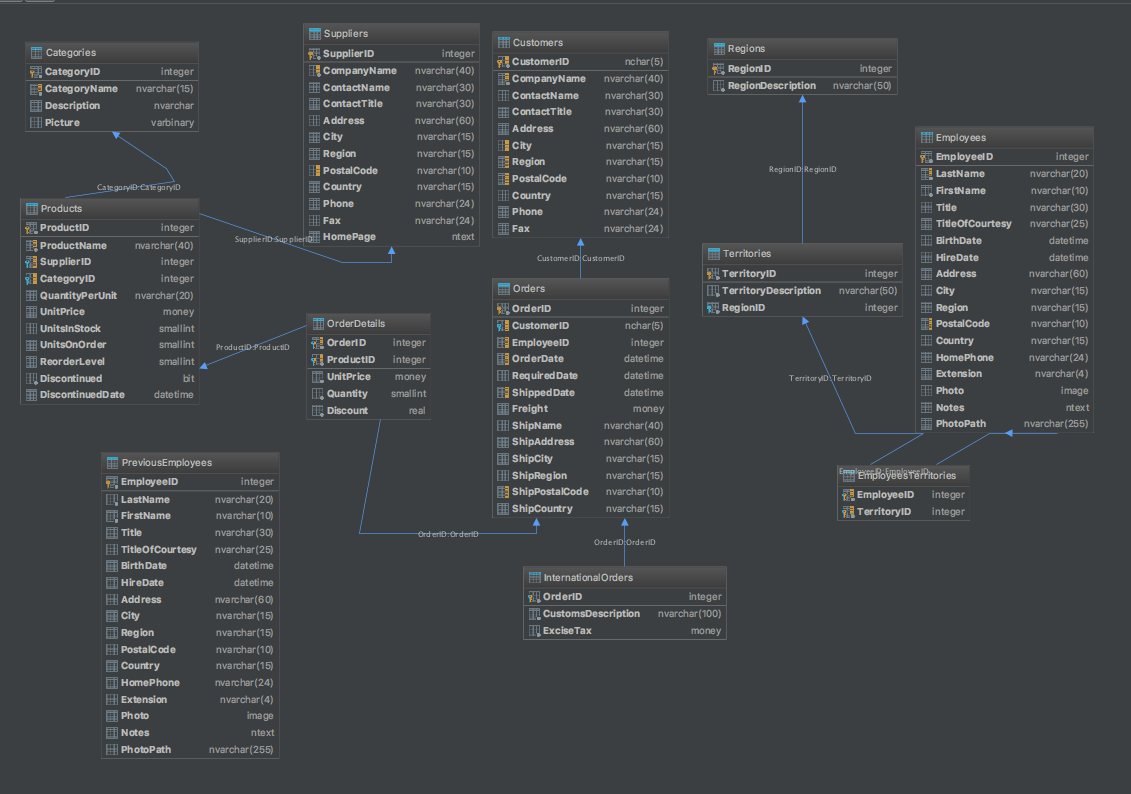 Categories
CategoryID integer
CategoryName nvarchar(15)
Description nvarchar
Picture varbinary
CategoryID:CategoryID
Products
ProductID integer
ProductName nvarchar(40)
SupplierID integer
CategoryID integer
QuantityPerUnit nvarchar(20)
UnitPrice money
UnitsInStock smallint
UnitsOnOrder smallint
ReorderLevel smallint
Discontinued bit
DiscontinuedDate datetime
Suppliers
SupplierID integer
CompanyName nvarchar(40)
ContactName nvarchar(30)
ContactTitle nvarchar(30)
Address nvarchar(60)
City nvarchar(15)
Region nvarchar(15)
PostalCode nvarchar(10)
Country nvarchar(15)
Phone nvarchar(24)
Fax nvarchar(24)
HomePage ntext
SupplierID:SupplierID
Customers
CustomerID nchar(5)
CompanyName nvarchar(40)
ContactName nvarchar(30)
ContactTitle nvarchar(30)
Address nvarchar(60)
City nvarchar(15)
Region nvarchar(15)
PostalCode nvarchar(10)
Country nvarchar(15)
Phone nvarchar(24)
Fax nvarchar(24)
CustomerID:CustomerID
Regions
RegionID integer
RegionDescription nvarchar(50)
RegionID:RegionID
Territories
TerritoryID integer
TerritoryDescription nvarchar(50)
RegionID integer
TerritoryID:TerritoryID
Employees
EmployeeID integer
LastName nvarchar(20)
FirstName nvarchar(10)
Title nvarchar(30)
TitleOfCourtesy nvarchar(25)
BirthDate datetime
HireDate datetime
Address nvarchar(60)
City nvarchar(15)
Region nvarchar(15)
PostalCode nvarchar(10)
Country nvarchar(15)
HomePhone nvarchar(24)
Extension nvarchar(4)
Photo image
Notes ntext
PhotoPath nvarchar(255)
EmployeeID:EmployeeID
EmployeesTerritories
EmployeeID integer
TerritoryID integer
OrderDetails
OrderID integer
ProductID integer
UnitPrice money
Quantity smallint
Discount real
ProductID:ProductID
OrderID:OrderID
Orders
OrderID integer
CustomerID nchar(5)
EmployeeID integer
OrderDate datetime
RequiredDate datetime
ShippedDate datetime
Freight money
ShipName nvarchar(40)
ShipAddress nvarchar(60)
ShipCity nvarchar(15)
ShipRegion nvarchar(15)
ShipPostalCode nvarchar(10)
ShipCountry nvarchar(15)
OrderID:OrderID
InternationalOrders
OrderID integer
CustomsDescription nvarchar(100)
ExciseTax money
PreviousEmployees
EmployeeID integer
LastName nvarchar(20)
FirstName nvarchar(10)
Title nvarchar(30)
TitleOfCourtesy nvarchar(25)
BirthDate datetime
HireDate datetime
Address nvarchar(60)
City nvarchar(15)
Region nvarchar(15)
PostalCode nvarchar(10)
Country nvarchar(15)
HomePhone nvarchar(24)
Extension nvarchar(4)
Photo image
Notes ntext
PhotoPath nvarchar(255)